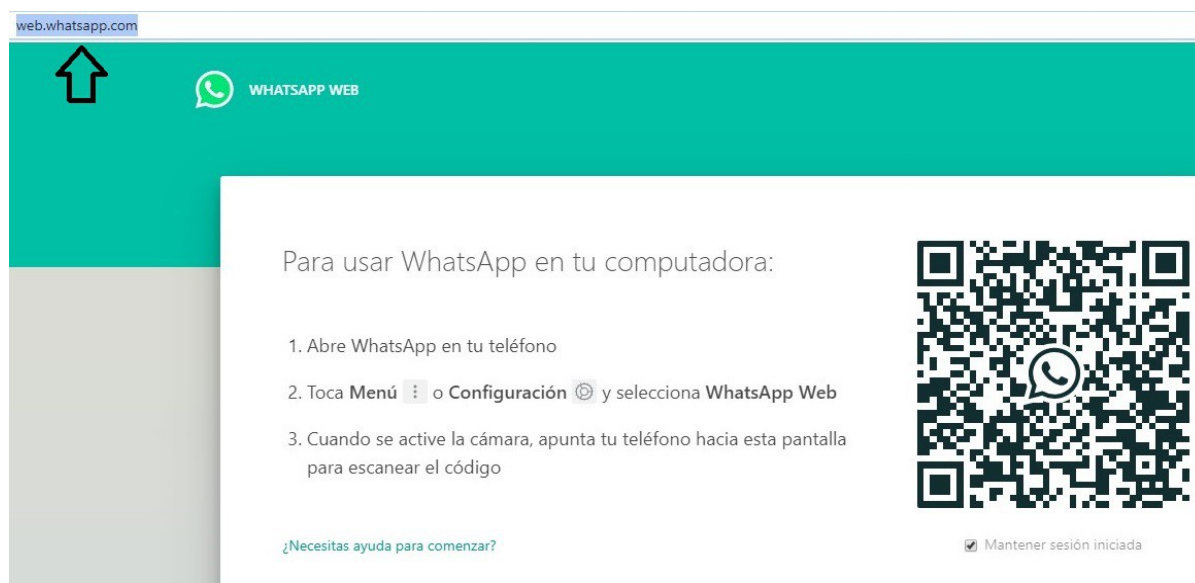 web.whatsapp.com
WHATSAPP WEB
Para usar WhatsApp en tu computadora:
1. Abre WhatsApp en tu teléfono
2. Toca Menú o Configuración y selecciona WhatsApp Web
3. Cuando se active la cámara, apunta tu teléfono hacia esta pantalla
para escanear el código
¿Necesitas ayuda para comenzar?
Mantener sesión iniciada